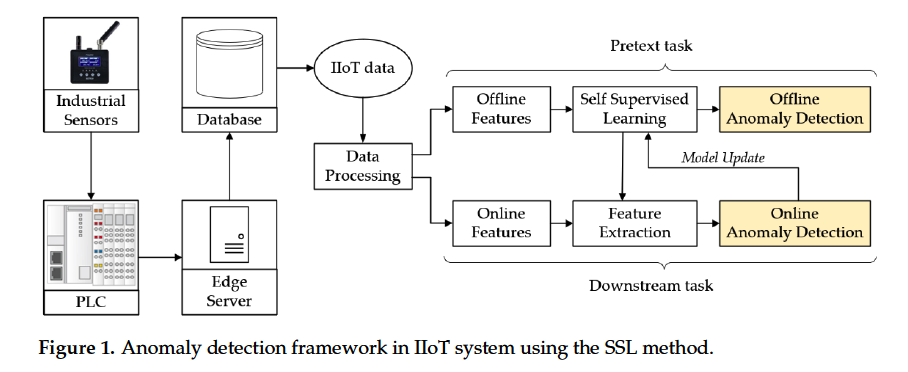 Industrial
Sensors
Database
PLC
Edge
Server
IIoT data
Data
Processing
Pretext task
Offline
Features
Self Supervised
Learning
Offline
Anomaly Detection
Model Update
Online
Features
Feature
Extraction
Online
Anomaly Detection
Downstream task
Figure 1. Anomaly detection framework in IIoT system using the SSL method.